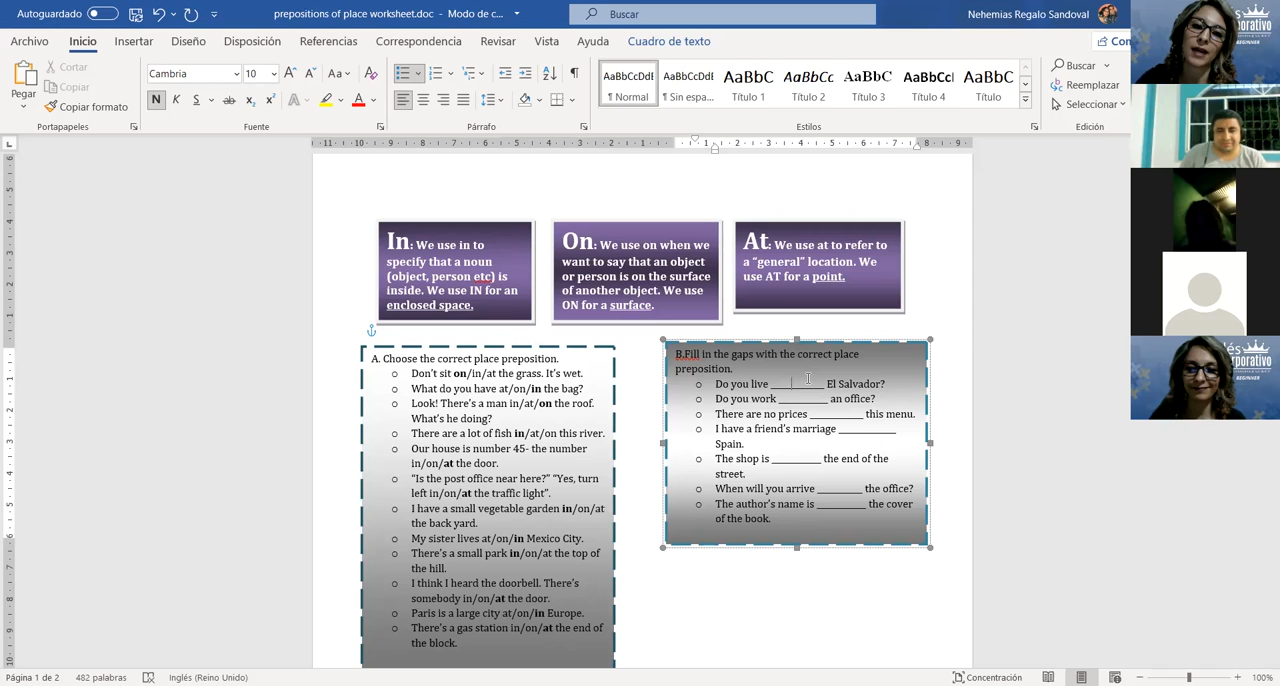 Autoguardado
prepositions of place worksheet.doc - Modo de c...
Buscar
Nehemias Regalo Sandoval
Archivo Inicio Insertar Diseño Disposición Referencias Correspondencia Revisar Vista Ayuda Cuadro de texto
Com
Pegar
Cortar
Copiar
Copiar formato
Portapapeles
Cambria 10
N K S ab x₂ x² A A
Aa
Fuente
Párrafo
AaBbCcDdE AaBbCcDdE AaBbC AaBbCc AaBbC AaBbCcI AaBbC
¶ Normal ¶ Sin espa... Título 1 Título 2 Título 3 Título 4 Título
Estilos
Buscar
Reemplazar
Seleccionar
Edición
In: We use in to
specify that a noun
(object, person etc) is
inside. We use IN for an
enclosed space.
On: We use on when we
want to say that an object
or person is on the surface
of another object. We use
ON for a surface.
At: We use at to refer to
a “general” location. We
use AT for a point.
A. Choose the correct place preposition.
o Don’t sit on/in/at the grass. It’s wet.
o What do you have at/on/in the bag?
o Look! There’s a man in/at/on the roof.
What’s he doing?
o There are a lot of fish in/at/on this river.
o Our house is number 45- the number
in/on/at the door.
o “Is the post office near here?” “Yes, turn
left in/on/at the traffic light”.
o I have a small vegetable garden in/on/at
the back yard.
o My sister lives at/on/in Mexico City.
o There’s a small park in/on/at the top of
the hill.
o I think I heard the doorbell. There’s
somebody in/on/at the door.
o Paris is a large city at/on/in Europe.
o There’s a gas station in/on/at the end of
the block.
B.Fill in the gaps with the correct place
preposition.
o Do you live __________ El Salvador?
o Do you work _________ an office?
o There are no prices __________ this menu.
o I have a friend’s marriage ___________
Spain.
o The shop is _________ the end of the
street.
o When will you arrive ________ the office?
o The author’s name is _________ the cover
of the book.
Página 1 de 2 482 palabras Inglés (Reino Unido)
Concentración
100%